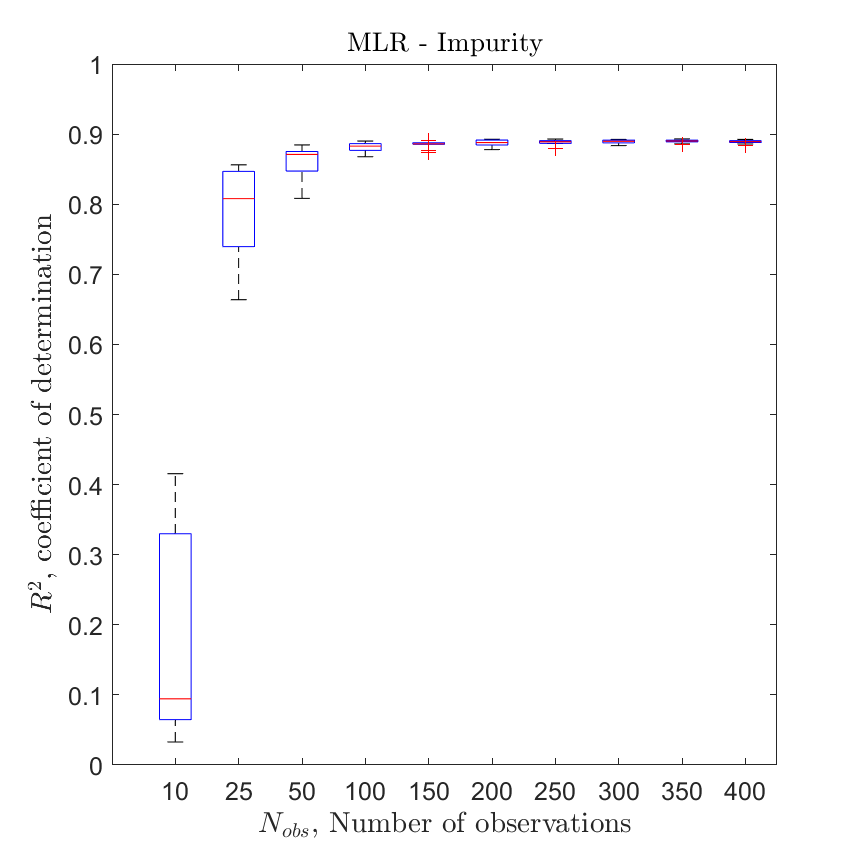 MLR - Impurity
1
0.9
0.8
0.7
0.6
0.5
0.4
0.3
0.2
0.1
0
R², coefficient of determination
10 25 50 100 150 200 250 300 350 400
N_obs, Number of observations